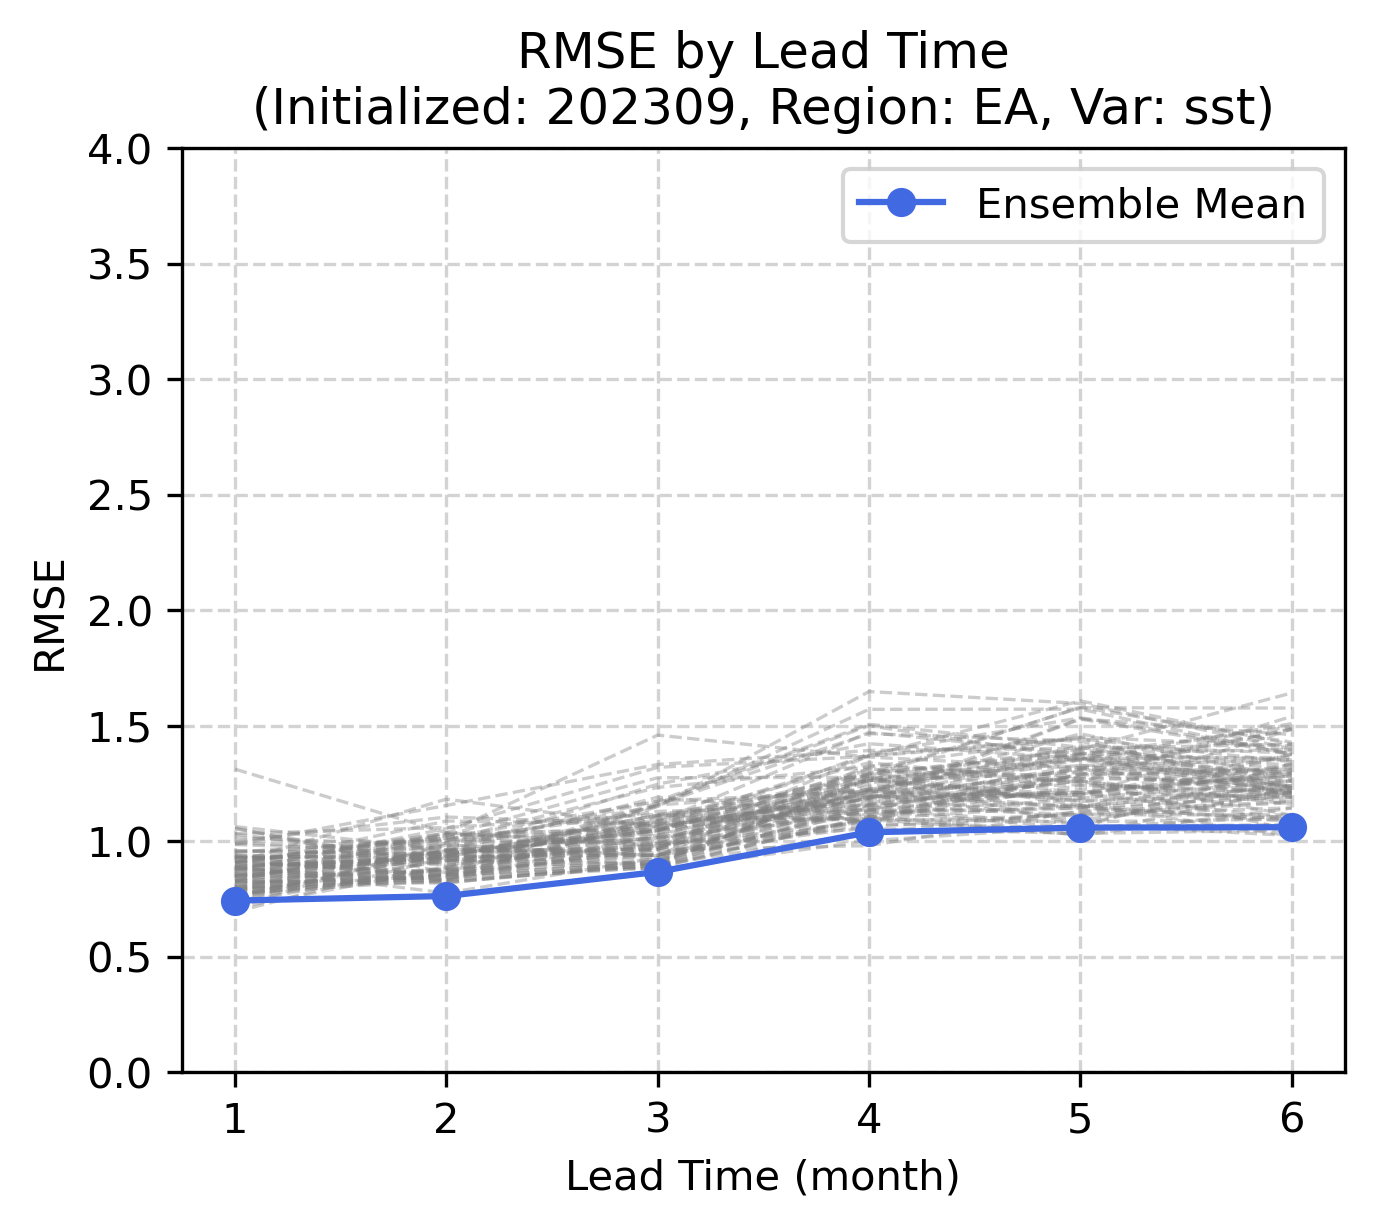 RMSE by Lead Time
(Initialized: 202309, Region: EA, Var: sst)
4.0
3.5
3.0
2.5
2.0
1.5
1.0
0.5
0.0
RMSE
Ensemble Mean
1 2 3 4 5 6
Lead Time (month)